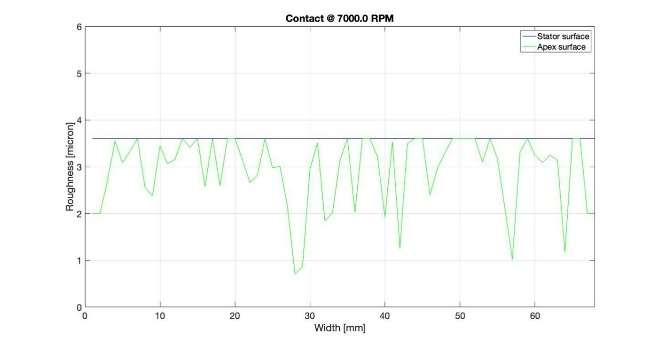 Contact @ 7000.0 RPM
Stator surface
Apex surface
6
5
4
3
2
1
0
Roughness [micron]
0 10 20 30 40 50 60
Width [mm]